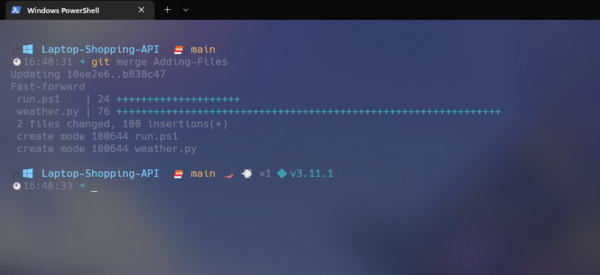 Windows PowerShell
Laptop-Shopping-API main
16:40:31 → git merge Adding-Files
Updating 10ee2e6..b838c47
Fast-forward
run.ps1 | 24 ++++++++++++++++++++
weather.py | 76 ++++++++++++++++++++++++++++++++++++++++++++++++++++++++++++++
2 files changed, 100 insertions(+)
create mode 100644 run.ps1
create mode 100644 weather.py
Laptop-Shopping-API main ×1 v3.11.1
16:40:33 → _